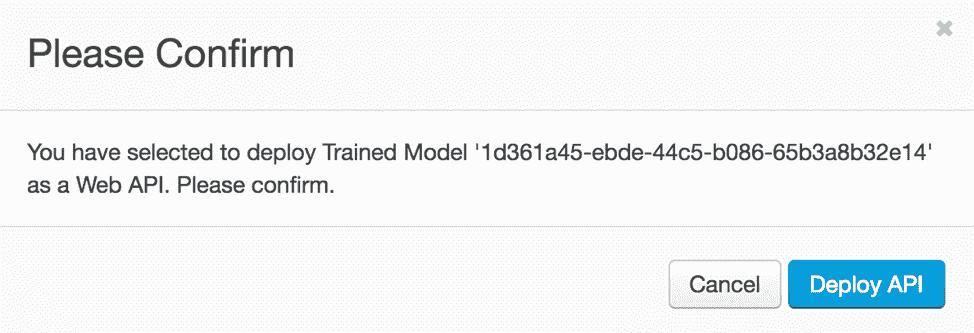 Please Confirm
You have selected to deploy Trained Model '1d361a45-ebde-44c5-b086-65b3a8b32e14'
as a Web API. Please confirm.
Cancel
Deploy API